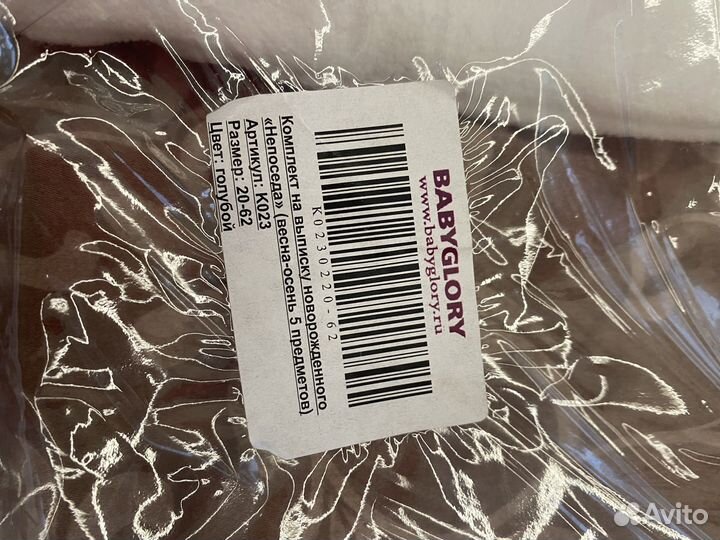 BABYGLORY
www.babyglory.ru
K0230220-62
Комплект на выписку новорожденного
«Непоседа» (весна-осень 5 предметов)
Артикул: K023
Размер: 20-62
Цвет: голубой
Avito